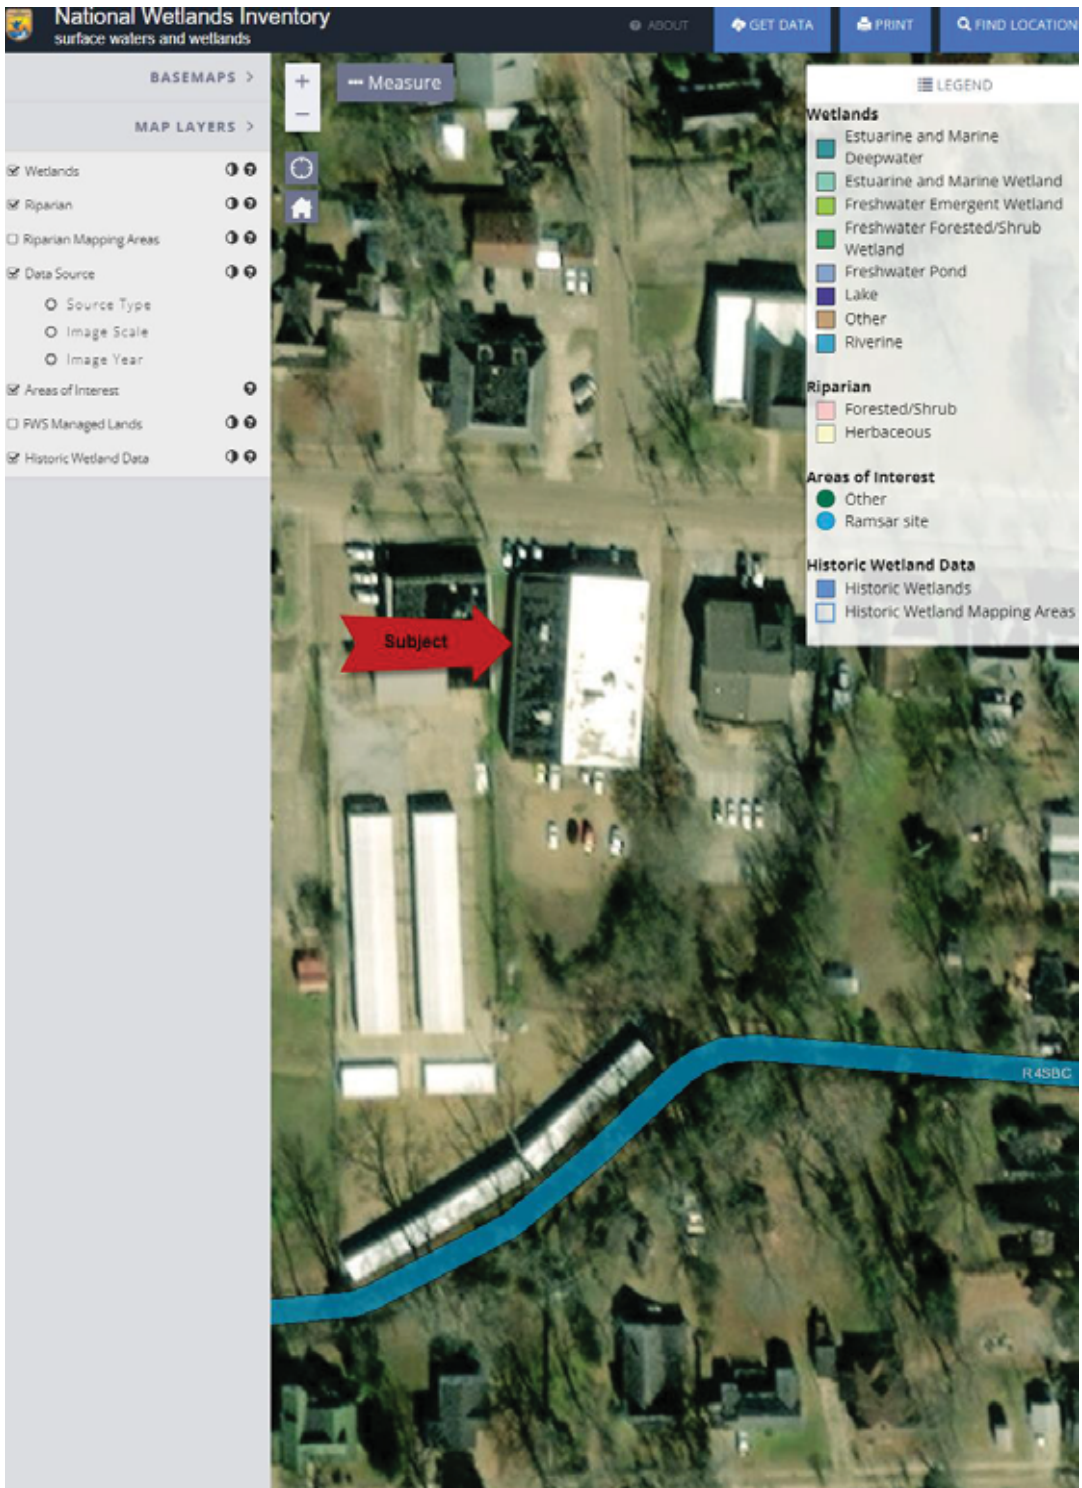 National Wetlands Inventory
surface waters and wetlands
ABOUT
GET DATA
PRINT
FIND LOCATION
BASEMAPS >
MAP LAYERS >
Wetlands
Riparian
Riparian Mapping Areas
Data Source
Source Type
Image Scale
Image Year
Areas of Interest
FWS Managed Lands
Historic Wetland Data
+
Measure
−
LEGEND
Wetlands
Estuarine and Marine
Deepwater
Estuarine and Marine Wetland
Freshwater Emergent Wetland
Freshwater Forested/Shrub
Wetland
Freshwater Pond
Lake
Other
Riverine
Riparian
Forested/Shrub
Herbaceous
Areas of Interest
Other
Ramsar site
Historic Wetland Data
Historic Wetlands
Historic Wetland Mapping Areas
Subject
R4SBC